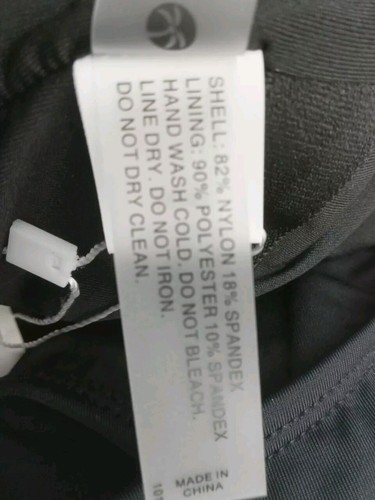 SHELL: 82% NYLON 18% SPANDEX
LINING: 90% POLYESTER 10% SPANDEX
HAND WASH COLD. DO NOT BLEACH.
LINE DRY. DO NOT IRON.
DO NOT DRY CLEAN.
MADE IN
CHINA